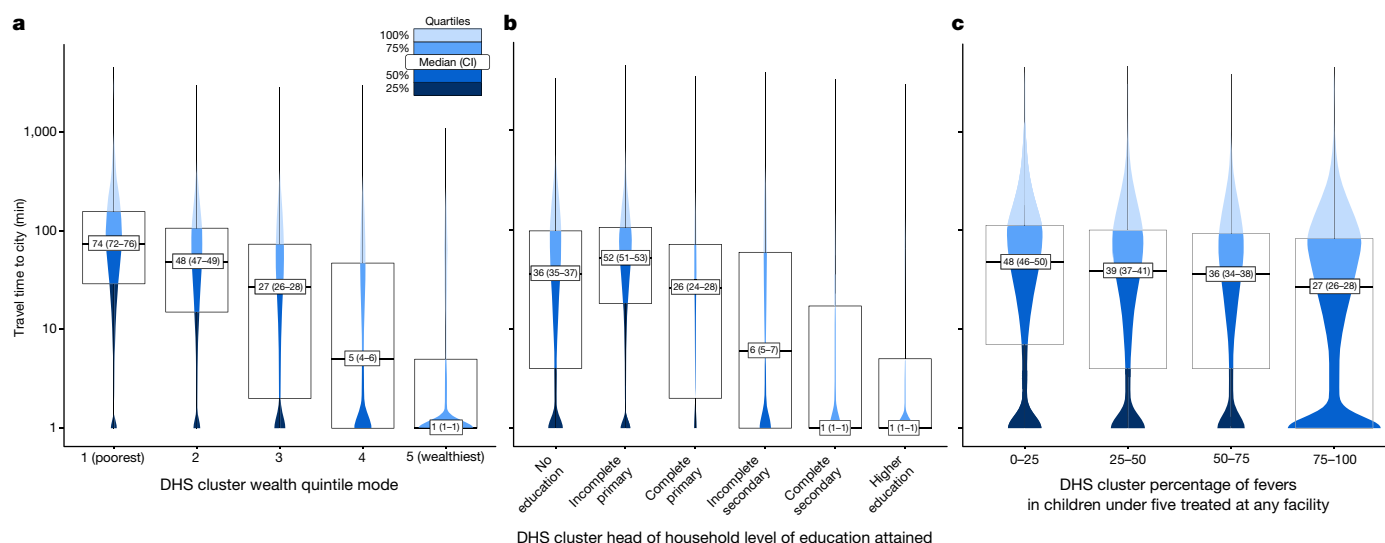 a
Quartiles
100%
75%
Median (CI)
50%
25%
Travel time to city (min)
1,000
100
10
1
74 (72–76)
48 (47–49)
27 (26–28)
5 (4–6)
1 (1–1)
1 (poorest)
2
3
4
5 (wealthiest)
DHS cluster wealth quintile mode
b
36 (35–37)
52 (51–53)
26 (24–28)
6 (5–7)
1 (1–1)
1 (1–1)
No
education
Incomplete
primary
Complete
primary
Incomplete
secondary
Complete
secondary
Higher
education
DHS cluster head of household level of education attained
c
48 (46–50)
39 (37–41)
36 (34–38)
27 (26–28)
0–25
25–50
50–75
75–100
DHS cluster percentage of fevers
in children under five treated at any facility